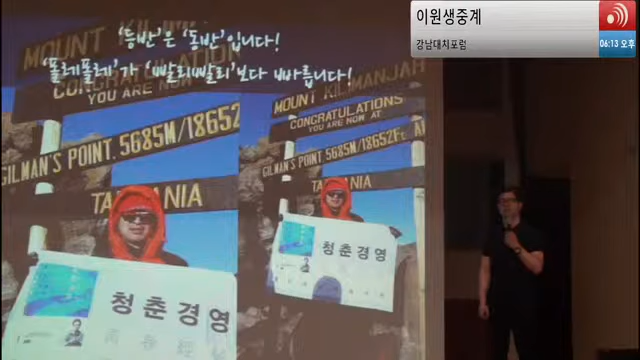 '등반'은 '동반'입니다!
'폴레폴레'가 '빨리빨리'보다 빠릅니다!
MOUNT KILIMANJARO
CONGRATULATIONS
YOU ARE NOW AT
GILMAN'S POINT. 5685M/18652
TANZANIA
청춘경영
MOUNT KILIMANJAR
CONGRATULATIONS
YOU ARE NOW AT
GILMAN'S POINT. 5685M/18652Ft
TANZANIA
청춘경영
이원생중계
강남대치포럼
06:13 오후